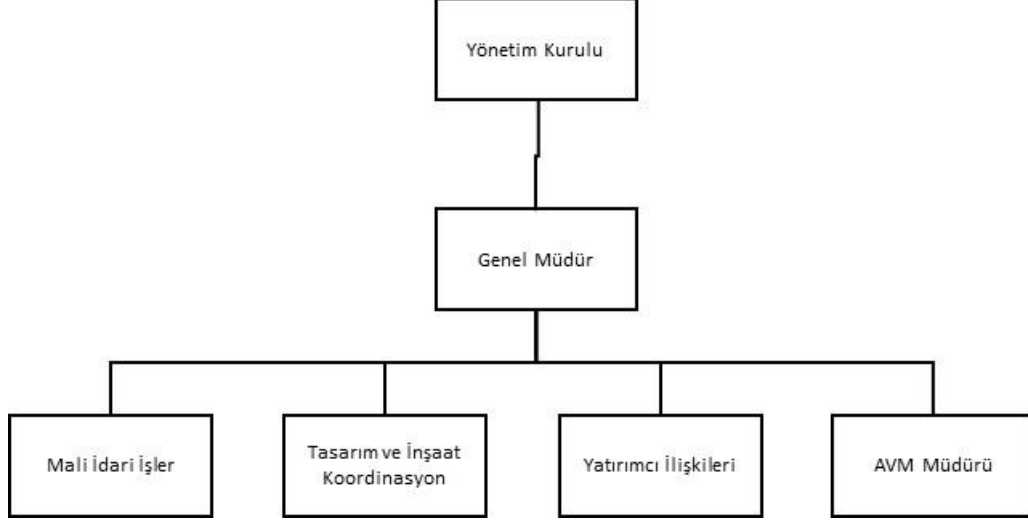 Yönetim Kurulu
Genel Müdür
Mali İdari İşler
Tasarım ve İnşaat
Koordinasyon
Yatırımcı İlişkileri
AVM Müdürü